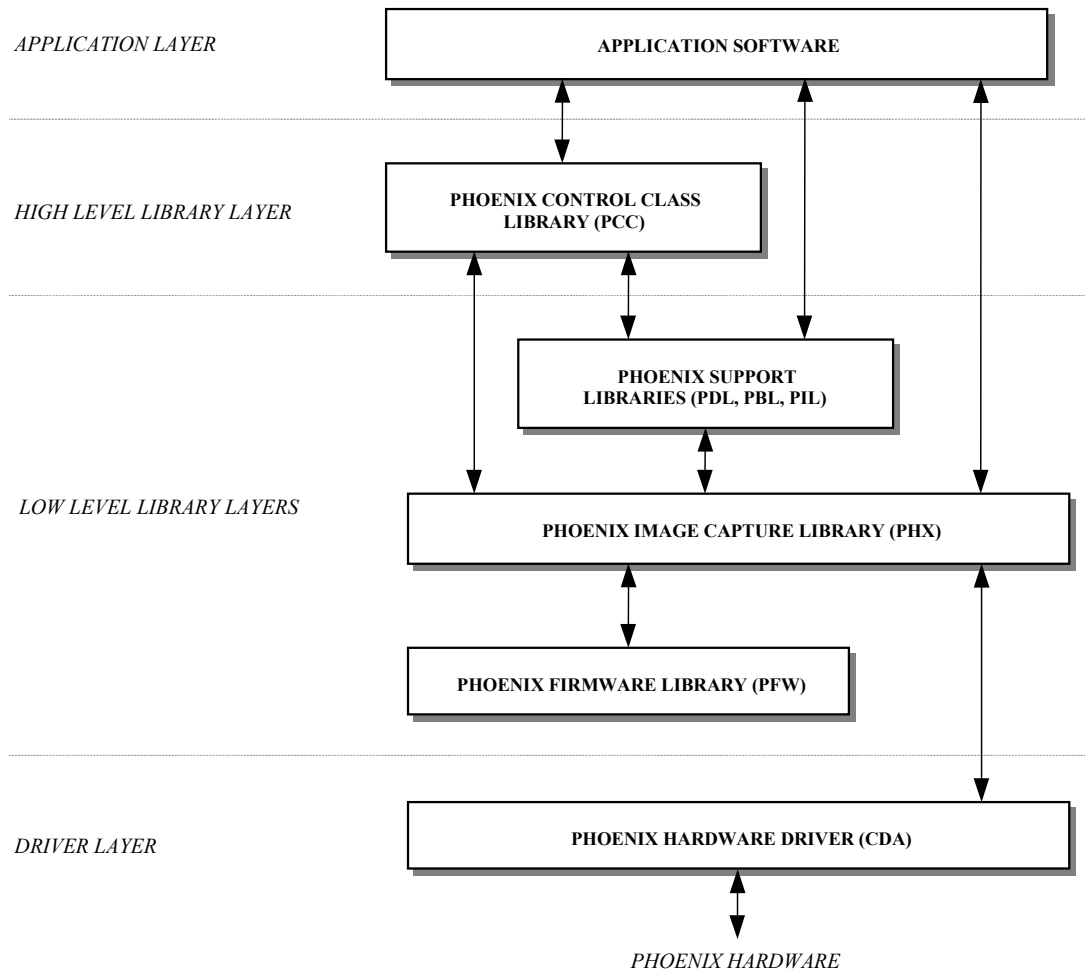 APPLICATION LAYER
APPLICATION SOFTWARE
HIGH LEVEL LIBRARY LAYER
PHOENIX CONTROL CLASS
LIBRARY (PCC)
PHOENIX SUPPORT
LIBRARIES (PDL, PBL, PIL)
LOW LEVEL LIBRARY LAYERS
PHOENIX IMAGE CAPTURE LIBRARY (PHX)
PHOENIX FIRMWARE LIBRARY (PFW)
DRIVER LAYER
PHOENIX HARDWARE DRIVER (CDA)
PHOENIX HARDWARE